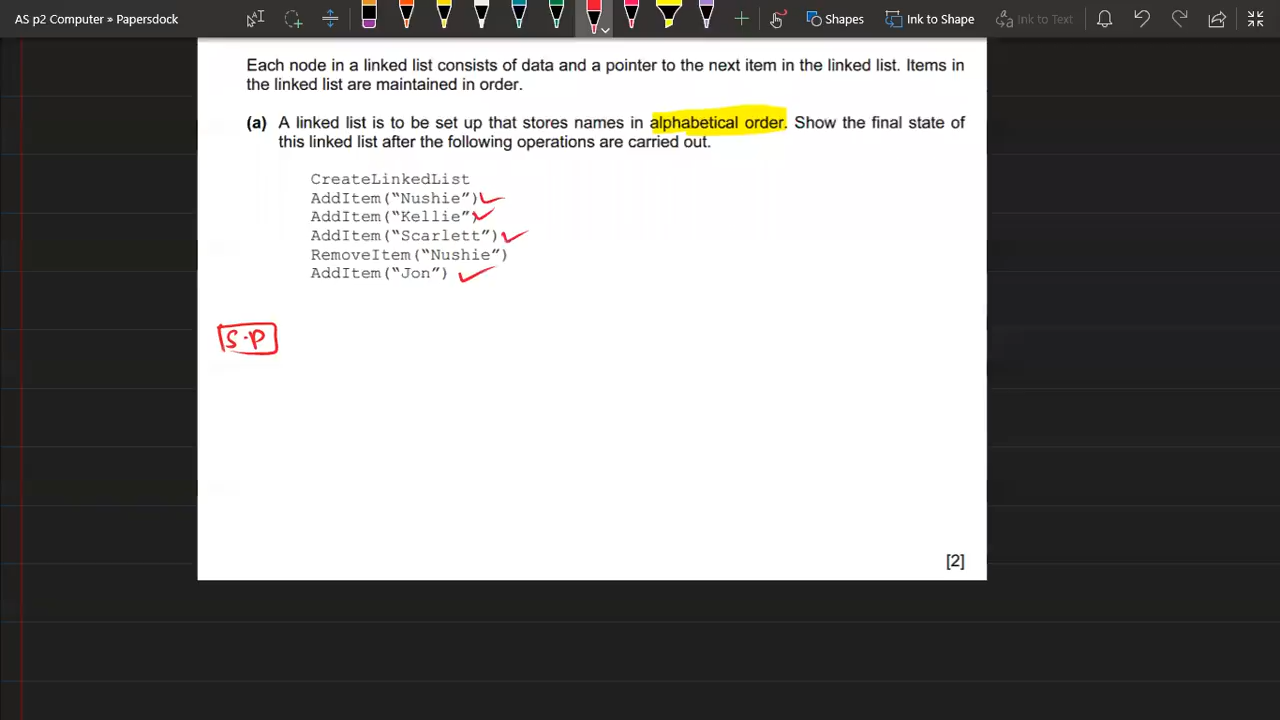 AS p2 Computer » Papersdock
Shapes
Ink to Shape
Ink to Text
Each node in a linked list consists of data and a pointer to the next item in the linked list. Items in
the linked list are maintained in order.
(a) A linked list is to be set up that stores names in alphabetical order. Show the final state of
this linked list after the following operations are carried out.
CreateLinkedList
AddItem(“Nushie”)
AddItem(“Kellie”)
AddItem(“Scarlett”)
RemoveItem(“Nushie”)
AddItem(“Jon”)
S.P
[2]